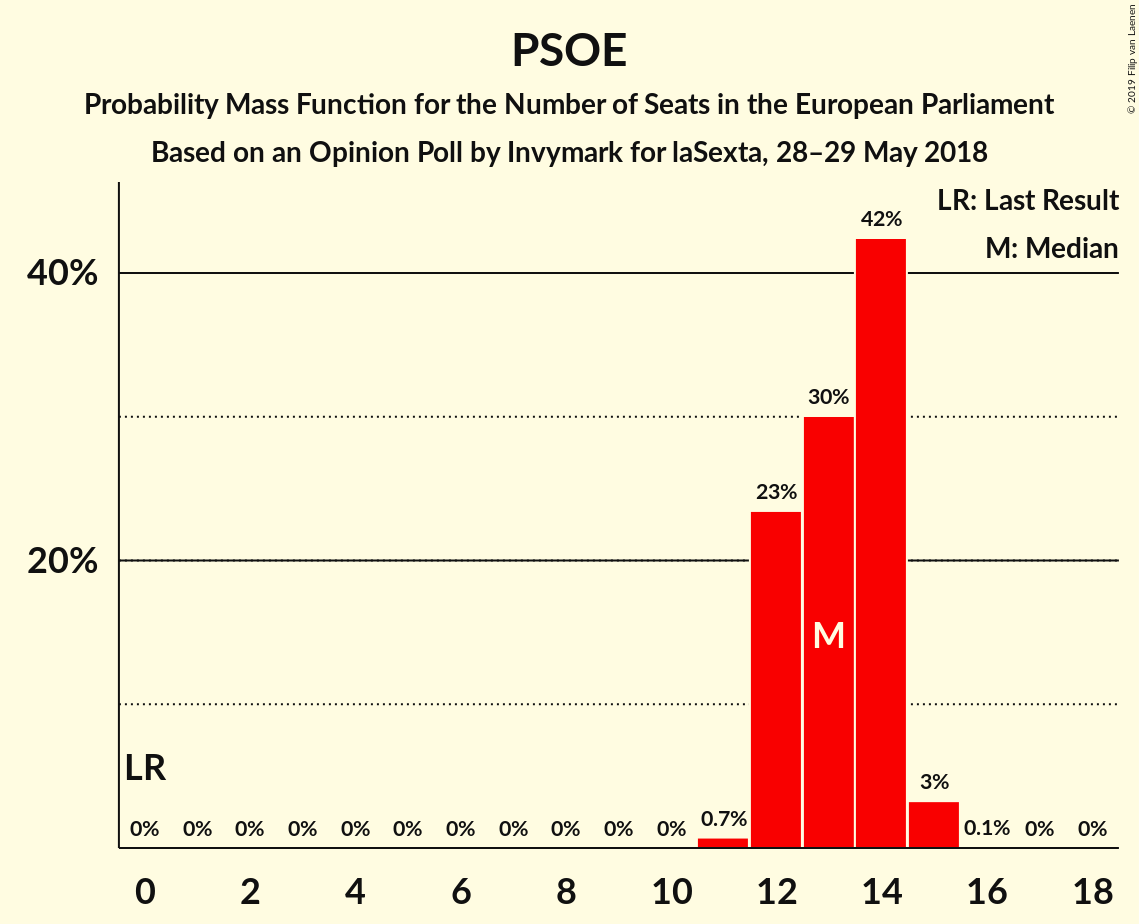 PSOE
Probability Mass Function for the Number of Seats in the European Parliament
Based on an Opinion Poll by Invymark for laSexta, 28–29 May 2018
© 2019 Filip van Laenen
LR: Last Result
M: Median
40%
20%
42%
30%
23%
M
LR
0% 0% 0% 0% 0% 0% 0% 0% 0% 0% 0% 0.7% 3% 0.1% 0% 0%
0 2 4 6 8 10 12 14 16 18